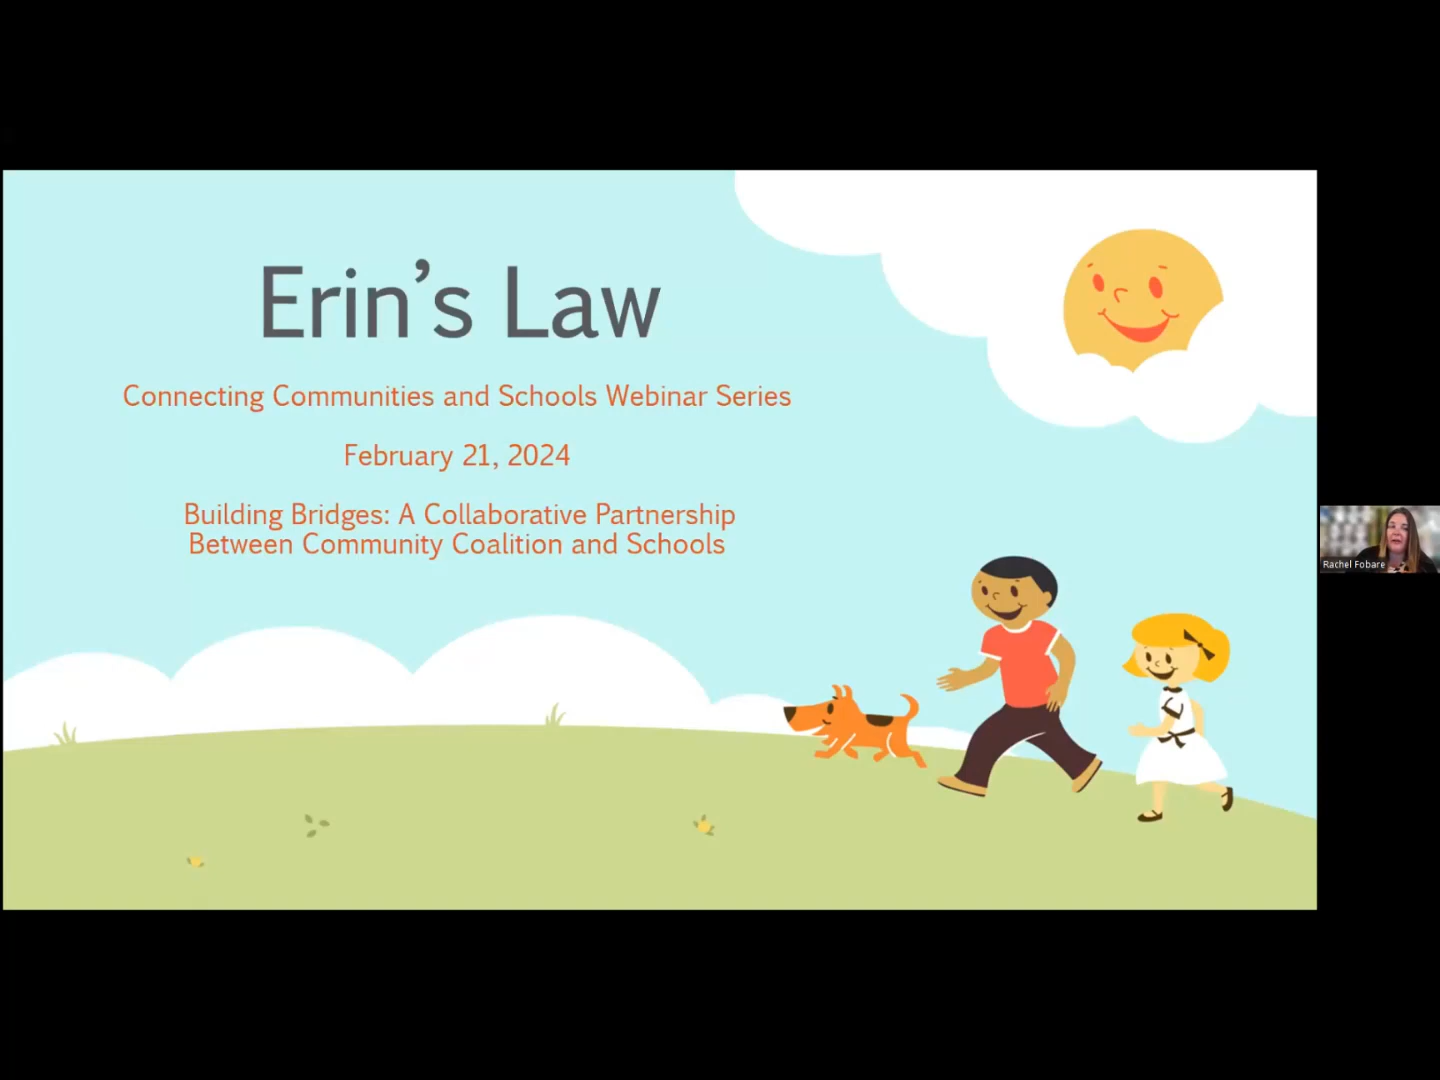 Erin's Law
Connecting Communities and Schools Webinar Series
February 21, 2024
Building Bridges: A Collaborative Partnership
Between Community Coalition and Schools
Rachel Fobare